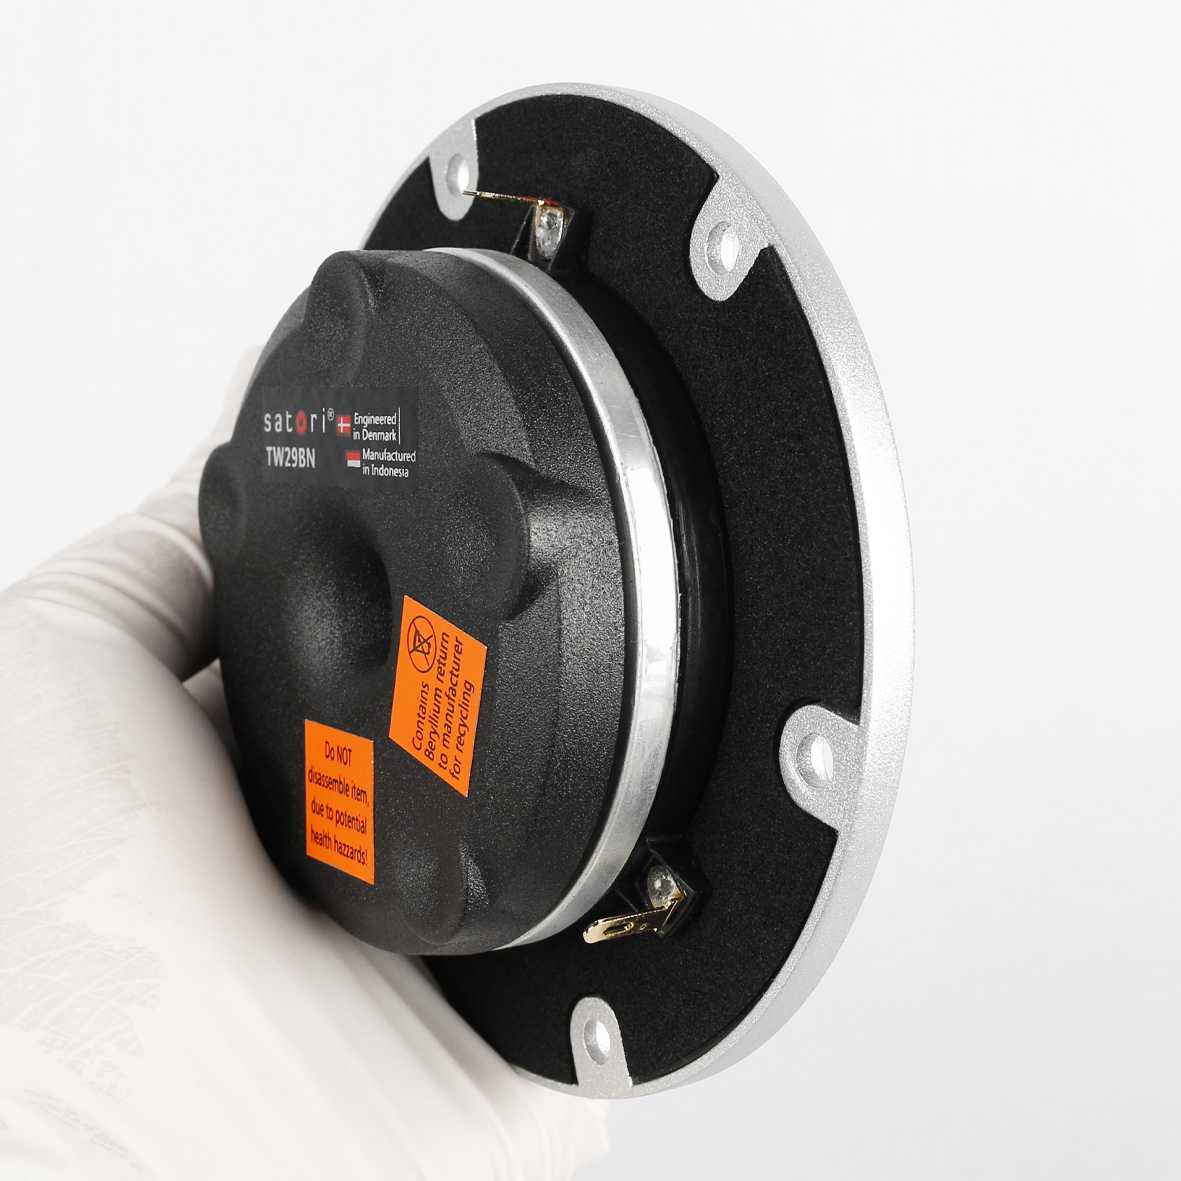 satori®
Engineered
in Denmark
TW29BN
Manufactured
in Indonesia
Contains
Beryllium return
to manufacturer
for recycling
Do NOT
disassemble item,
due to potential
health hazzards!